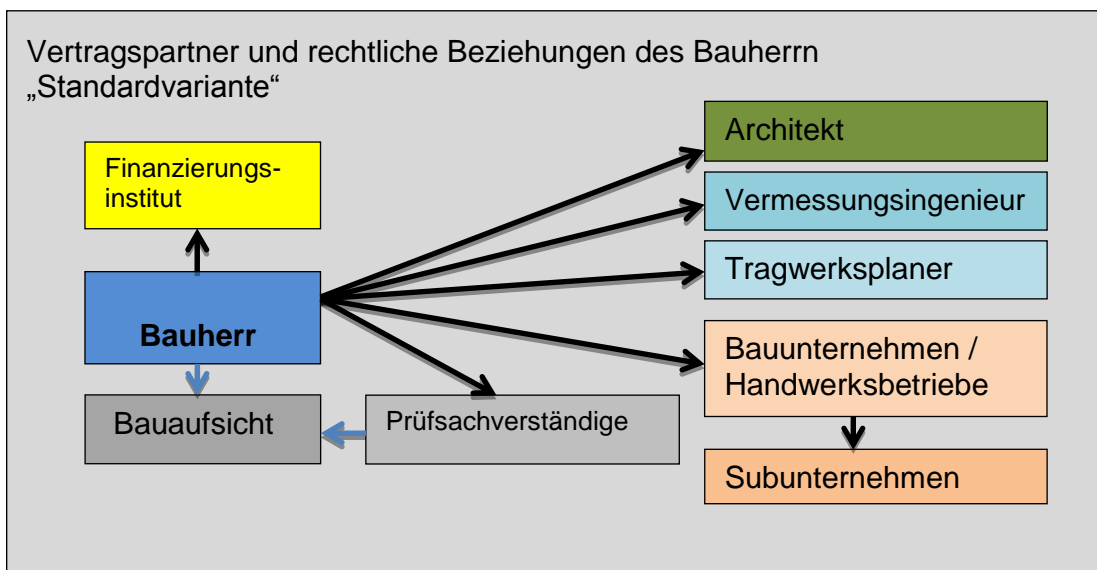 Vertragspartner und rechtliche Beziehungen des Bauherrn
„Standardvariante“
Finanzierungs-
institut
Bauherr
Bauaufsicht
Prüfsachverständige
Architekt
Vermessungsingenieur
Tragwerksplaner
Bauunternehmen /
Handwerksbetriebe
Subunternehmen